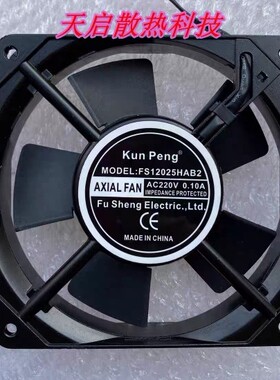 天启散热科技
Kun Peng
MODEL:FS12025HAB2
AXIAL FAN
AC220V 0.10A
IMPEDANCE PROTECTED
Fu Sheng Electric.,Ltd.
CE
MADE IN CHINA